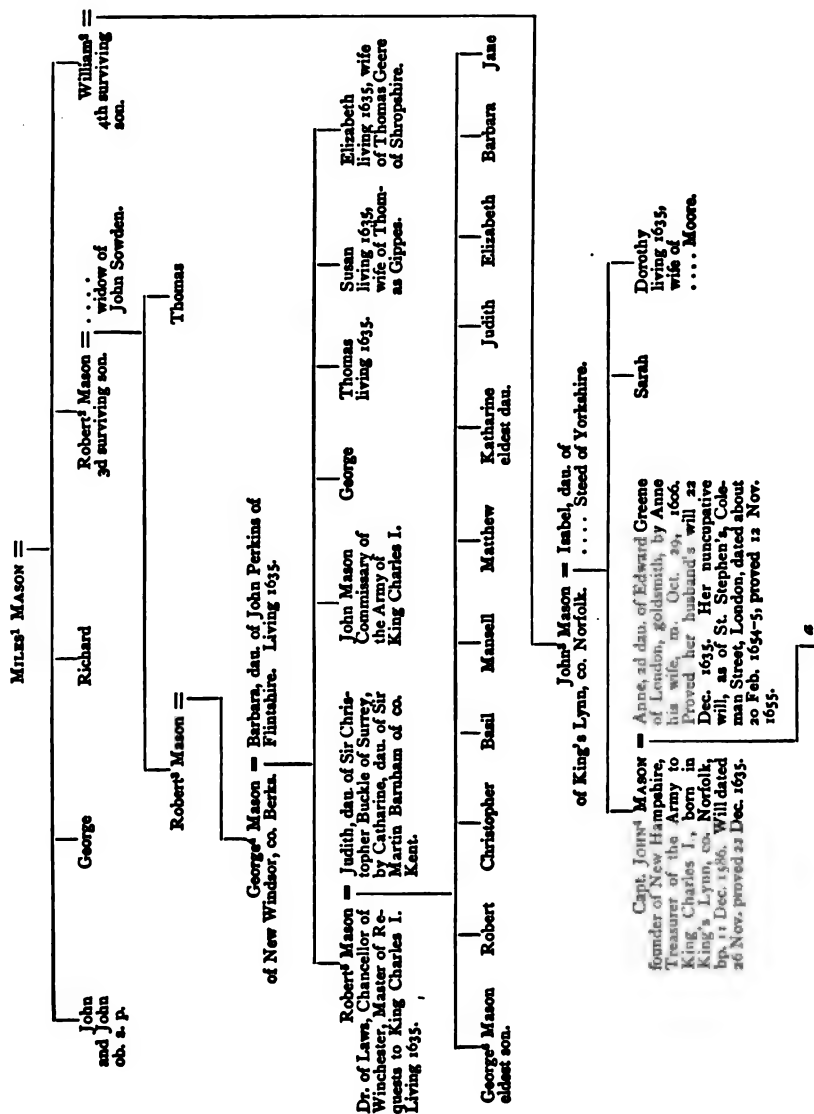 MILES¹ MASON =
John
and John
ob. s. p.
George
Richard
Robert² Mason = . . . . .
3d surviving son.
widow of
John Sowden.
William² =
4th surviving
son.
Robert³ Mason =
Thomas
George⁴ Mason = Barbara, dau. of John Perkins of
of New Windsor, co. Berks.
Flintshire. Living 1635.
Robert⁵ Mason =
Dr. of Laws, Chancellor of
Winchester, Master of Re-
quests to King Charles I.
Living 1635.
Judith, dau. of Sir Chris-
topher Buckle of Surrey,
by Catharine, dau. of Sir
Martin Barnham of co.
Kent.
John Mason
Commissary of
the Army of
King Charles I.
George
Thomas
living 1635.
Susan
living 1635,
wife of Thom-
as Gippes.
Elizabeth
living 1635, wife
of Thomas Geere
of Shropshire.
George⁶ Mason
eldest son.
Robert
Christopher
Basil
Mansell
Matthew
Katharine
eldest dau.
Judith
Elizabeth
Barbara
Jane
John³ Mason = Isabel, dau. of
of King's Lynn, co. Norfolk.
. . . . Steed of Yorkshire.
Capt. JOHN⁴ MASON =
founder of New Hampshire,
Treasurer of the Army to
King Charles I., born in
King's Lynn, co. Norfolk,
bp. 11 Dec. 1586. Will dated
26 Nov. proved 22 Dec. 1635.
Anne, 2d dau. of Edward Greene
of London, goldsmith, by Anne
his wife, m. Oct. 29, 1606.
Proved her husband's will 22
Dec. 1635. Her nuncupative
will, as of St. Stephen's, Cole-
man Street, London, dated about
20 Feb. 1654-5, proved 12 Nov.
1655.
Sarah
Dorothy
living 1635,
wife of
. . . . Moore.
a